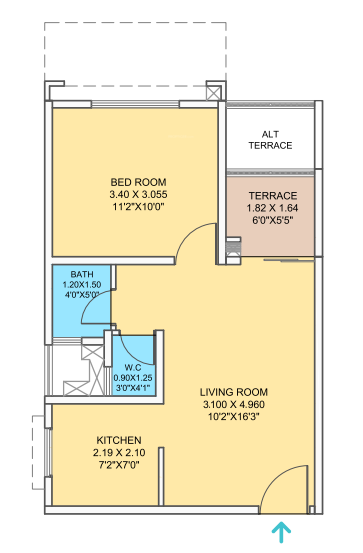 ALT
TERRACE
BED ROOM
3.40 X 3.055
11'2"X10'0"
TERRACE
1.82 X 1.64
6'0"X5'5"
BATH
1.20X1.50
4'0"X5'0"
W.C
0.90X1.25
3'0"X4'1"
LIVING ROOM
3.100 X 4.960
10'2"X16'3"
KITCHEN
2.19 X 2.10
7'2"X7'0"